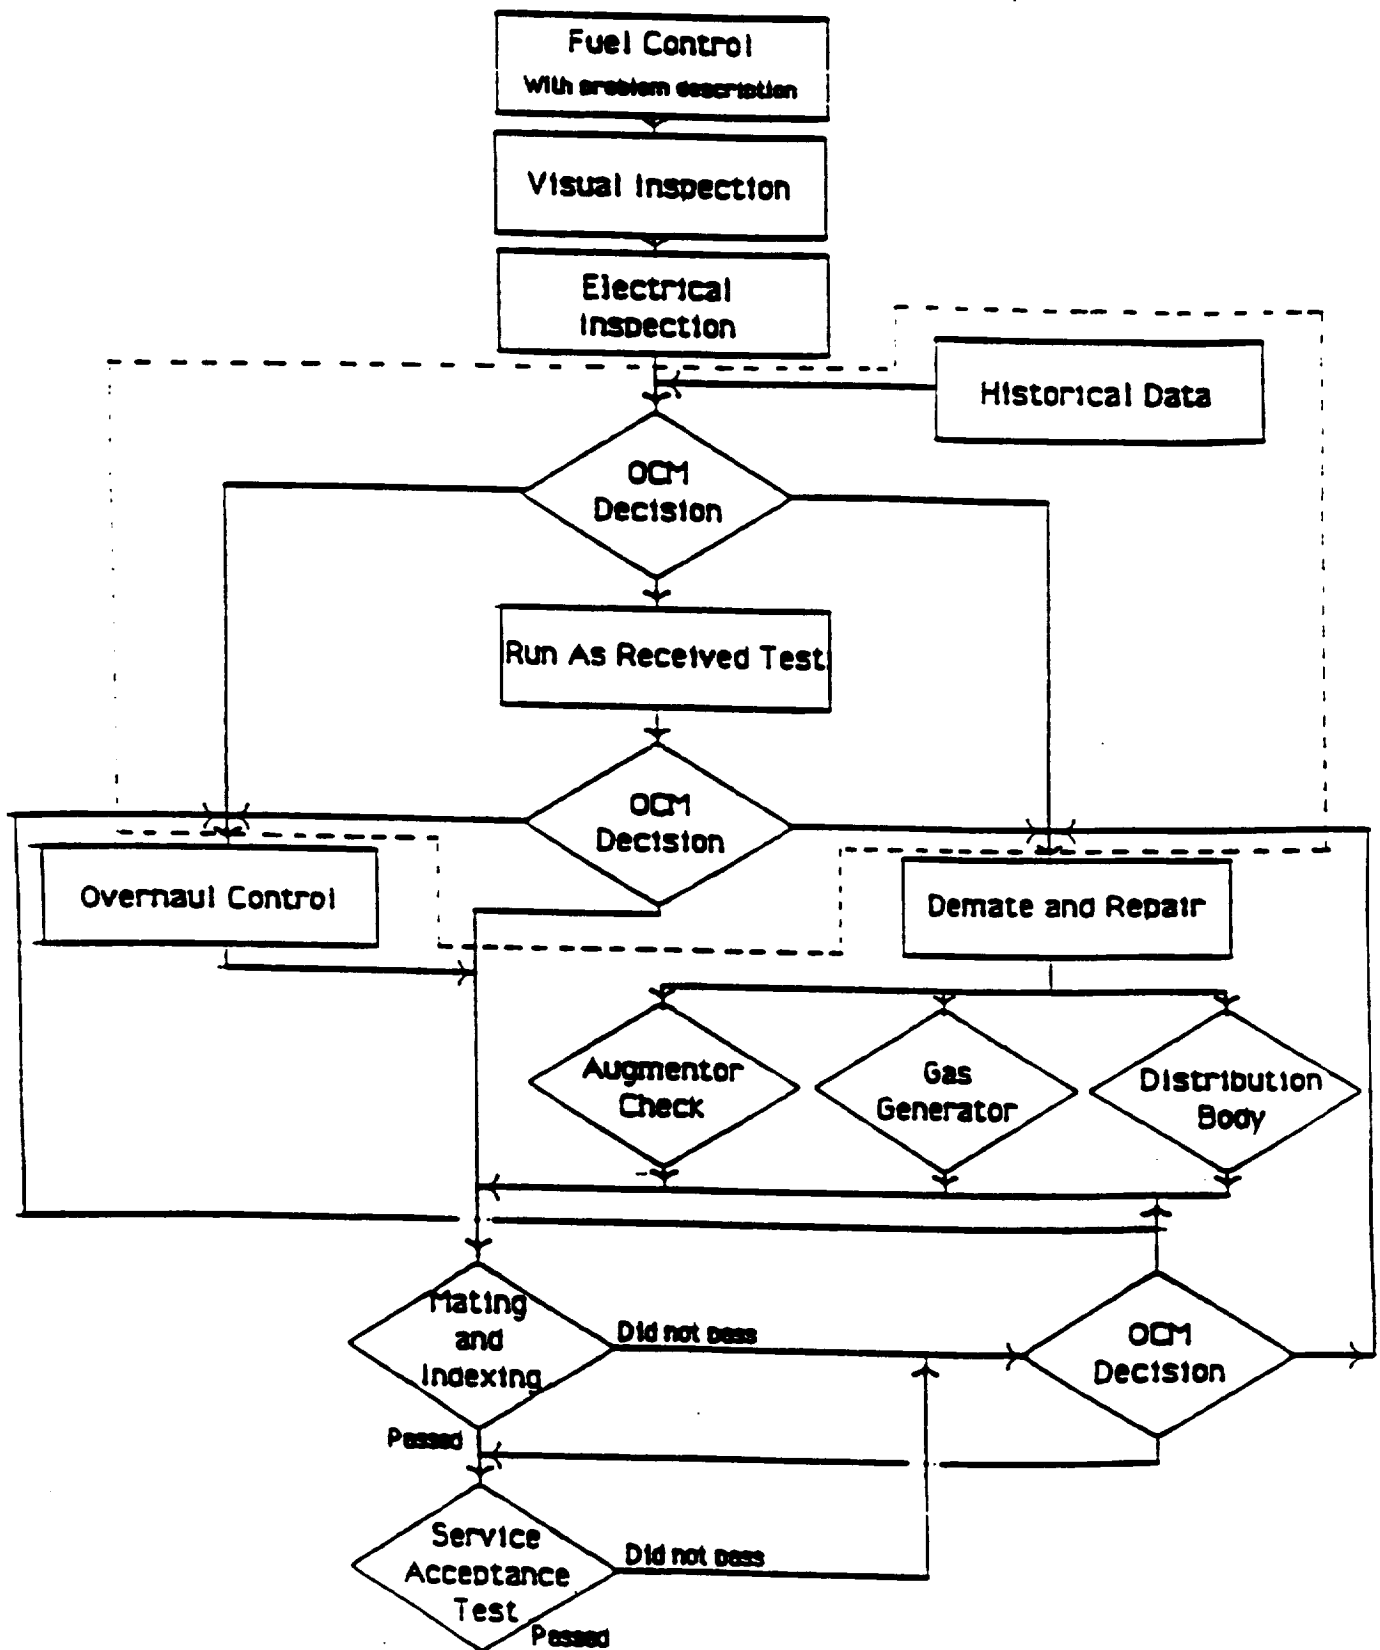 Fuel Control
With problem description
Visual Inspection
Electrical
Inspection
Historical Data
OCM
Decision
Run As Received Test
OCM
Decision
Overhaul Control
Demate and Repair
Augmentor
Check
Gas
Generator
Distribution
Body
Mating
and
Indexing
Did not pass
OCM
Decision
Passed
Service
Acceptance
Test
Did not pass
Passed